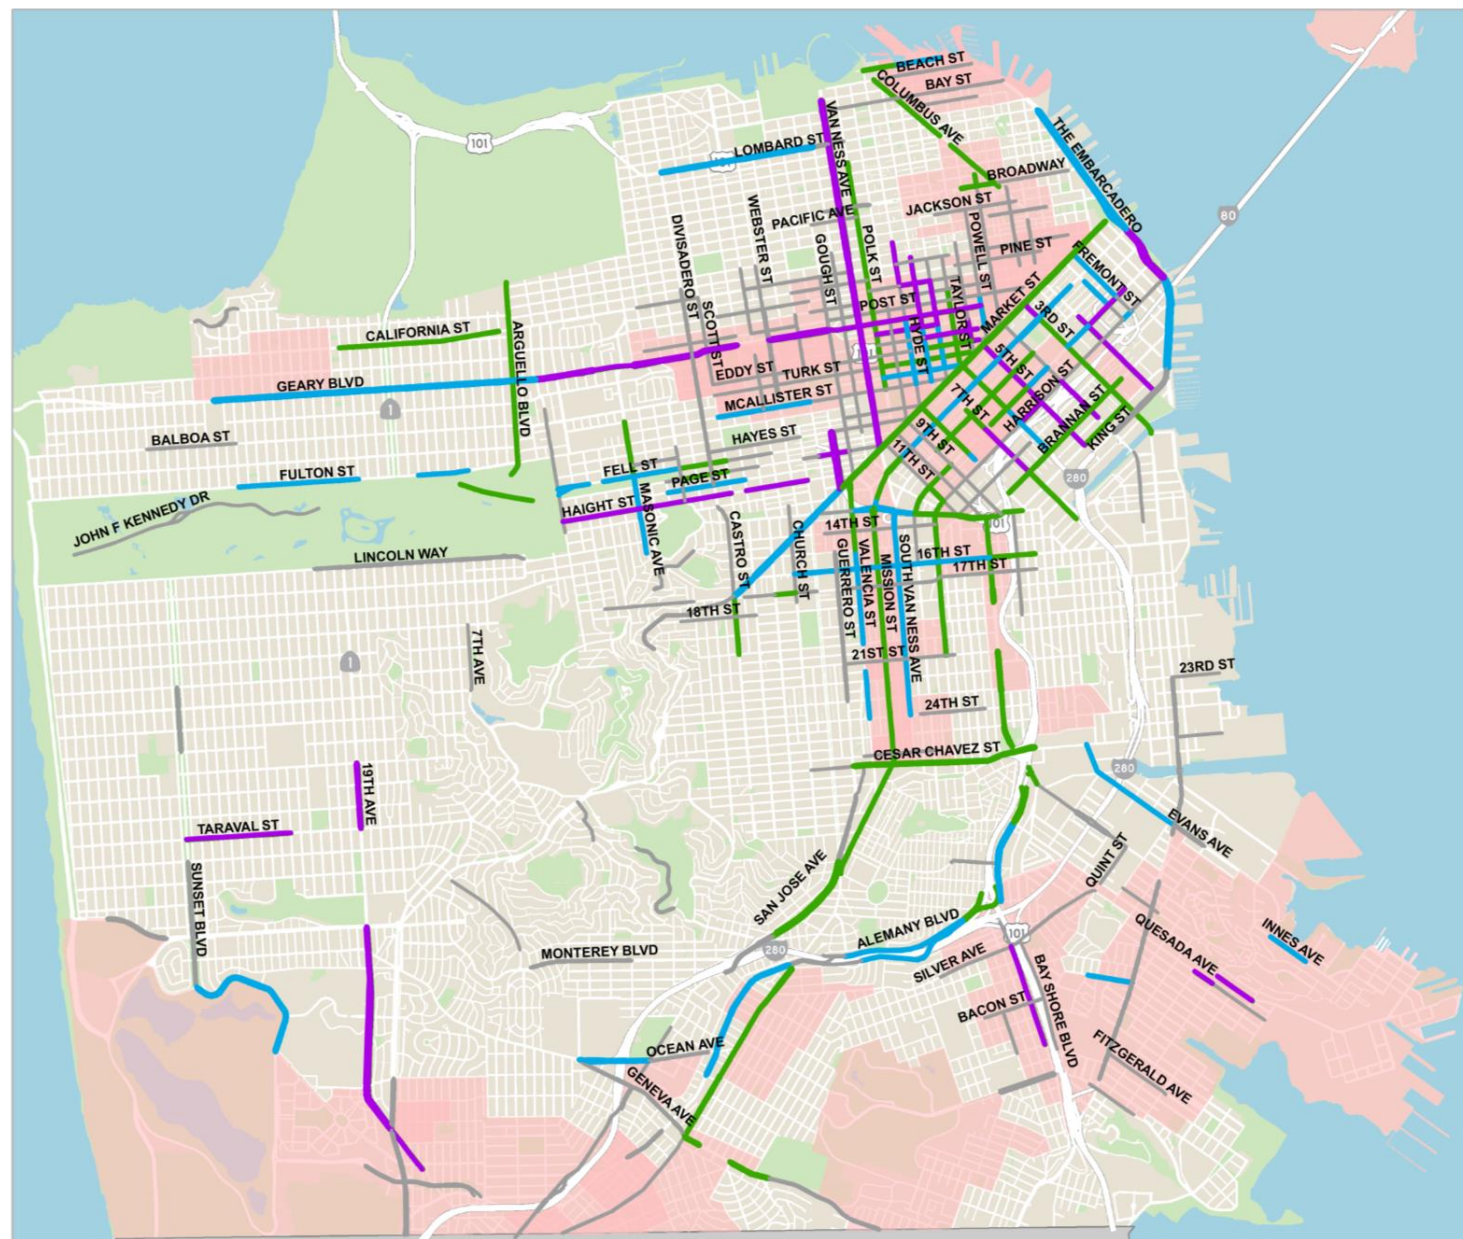 BEACH ST
BAY ST
COLUMBUS AVE
VAN NESS AVE
THE EMBARCADERO
101
LOMBARD ST
BROADWAY
JACKSON ST
WEBSTER ST
PACIFIC AVE
POWELL ST
80
DIVISADERO ST
GOUGH ST
POLK ST
PINE ST
FREMONT ST
TAYLOR ST
MARKET ST
POST ST
3RD ST
SCOTT ST
HYDE ST
CALIFORNIA ST
ARGUELLO BLVD
5TH ST
EDDY ST
TURK ST
HARRISON ST
GEARY BLVD
7TH ST
MCALLISTER ST
BRANNAN ST
KING ST
1
BALBOA ST
HAYES ST
9TH ST
11TH ST
FULTON ST
FELL ST
PAGE ST
280
HAIGHT ST
MASONIC AVE
JOHN F KENNEDY DR
CASTRO ST
CHURCH ST
14TH ST
101
LINCOLN WAY
GUERRERO ST
VALENCIA ST
MISSION ST
SOUTH VAN NESS AVE
16TH ST
17TH ST
18TH ST
7TH AVE
21ST ST
1
23RD ST
24TH ST
CESAR CHAVEZ ST
280
19TH AVE
TARAVAL ST
EVANS AVE
QUINT ST
SAN JOSE AVE
SUNSET BLVD
ALEMANY BLVD
QUESADA AVE
INNES AVE
101
MONTEREY BLVD
280
SILVER AVE
BAY SHORE BLVD
BACON ST
OCEAN AVE
FITZGERALD AVE
GENEVA AVE